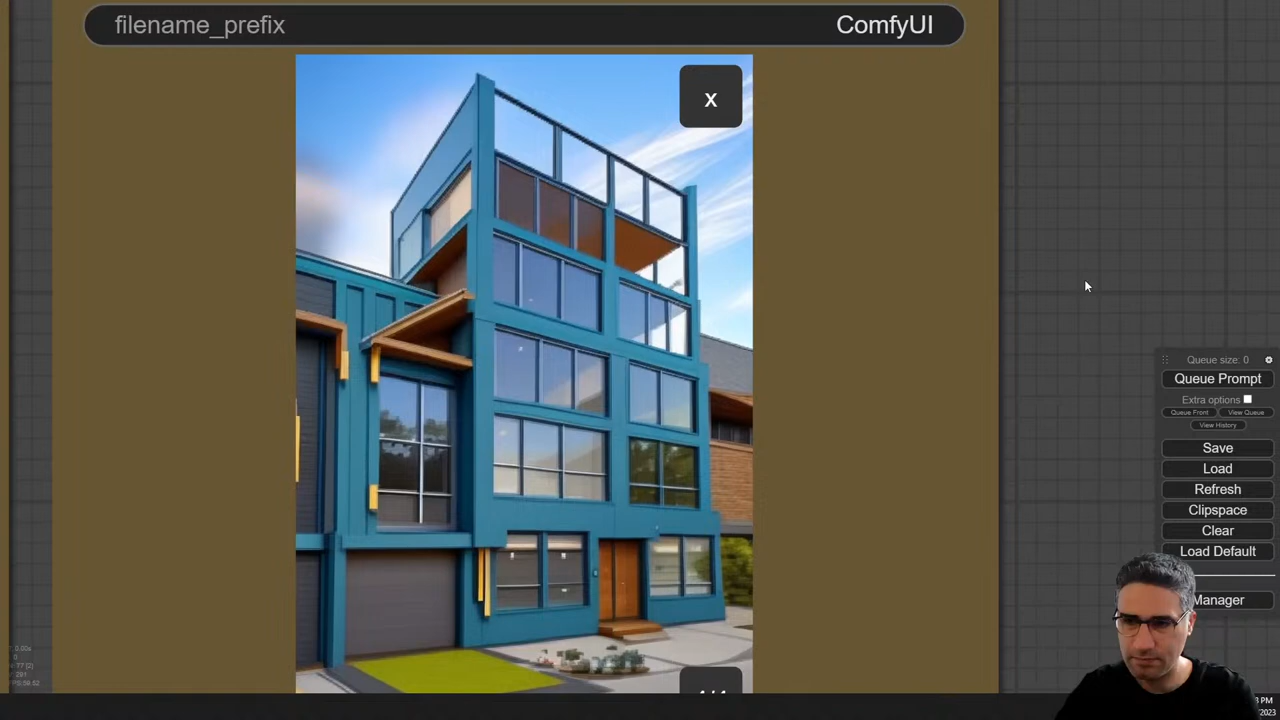 filename_prefix ComfyUI
x
Queue size: 0
Queue Prompt
Extra options
Queue Front View Queue
View History
Save
Load
Refresh
Clipspace
Clear
Load Default
Manager